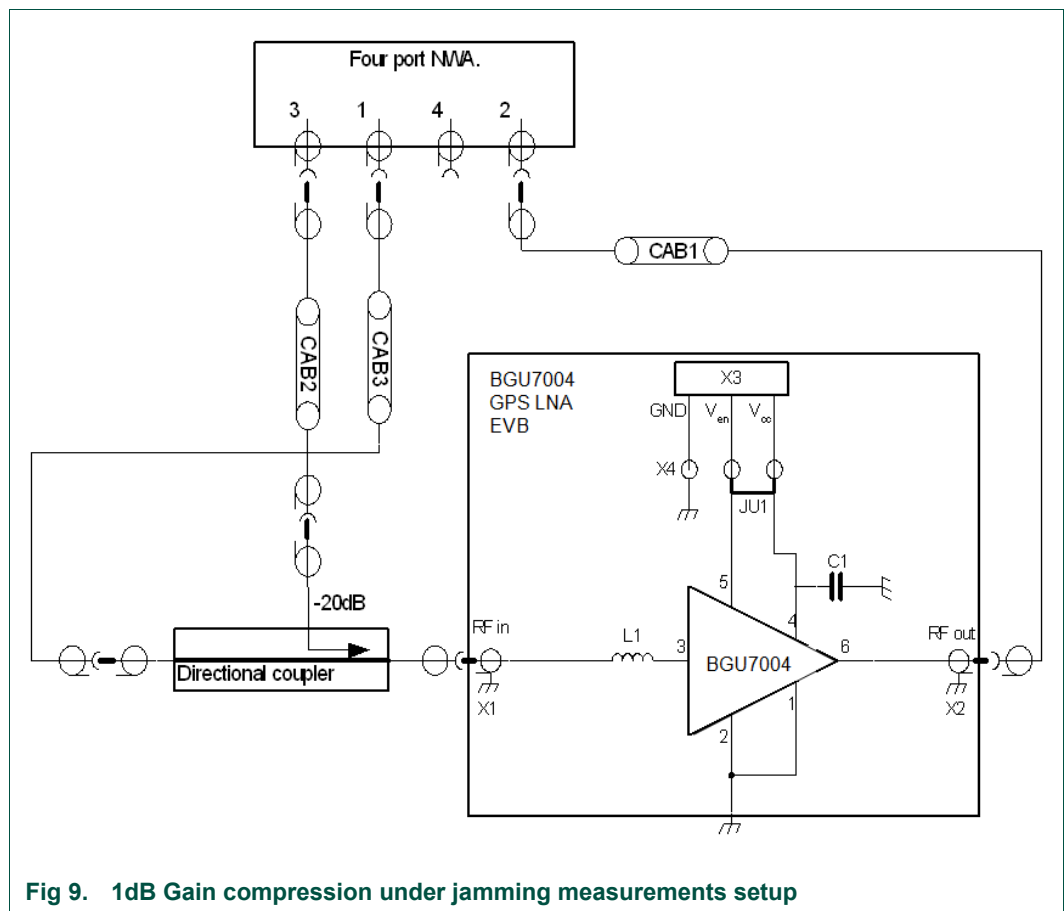 Four port NWA.
3 1 4 2
CAB1
CAB2
CAB3
BGU7004
GPS LNA
EVB
X3
GND Ven Vcc
X4
JU1
C1
-20dB
5
4
RF in
L1
3
BGU7004
6
RF out
Directional coupler
X1
2
1
X2
Fig 9. 1dB Gain compression under jamming measurements setup